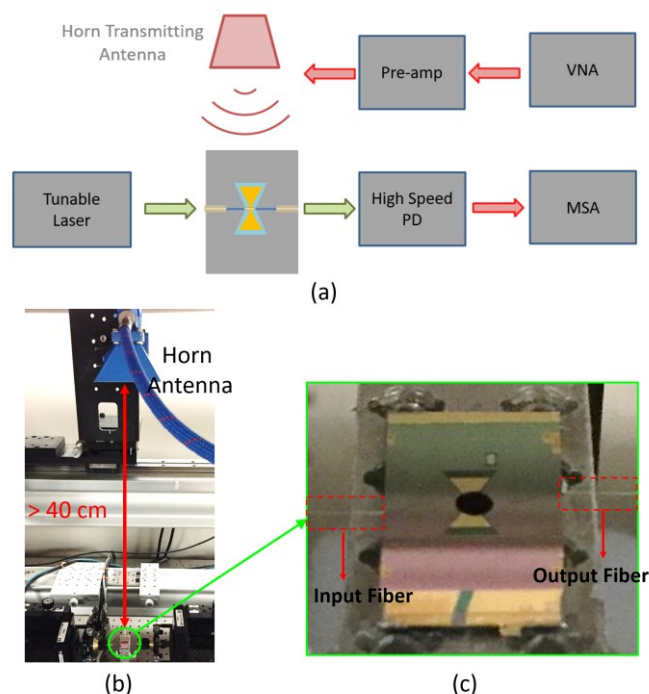 Horn Transmitting
Antenna
Pre-amp
VNA
Tunable
Laser
High Speed
PD
MSA
(a)
Horn
Antenna
> 40 cm
(b)
Input Fiber
Output Fiber
(c)